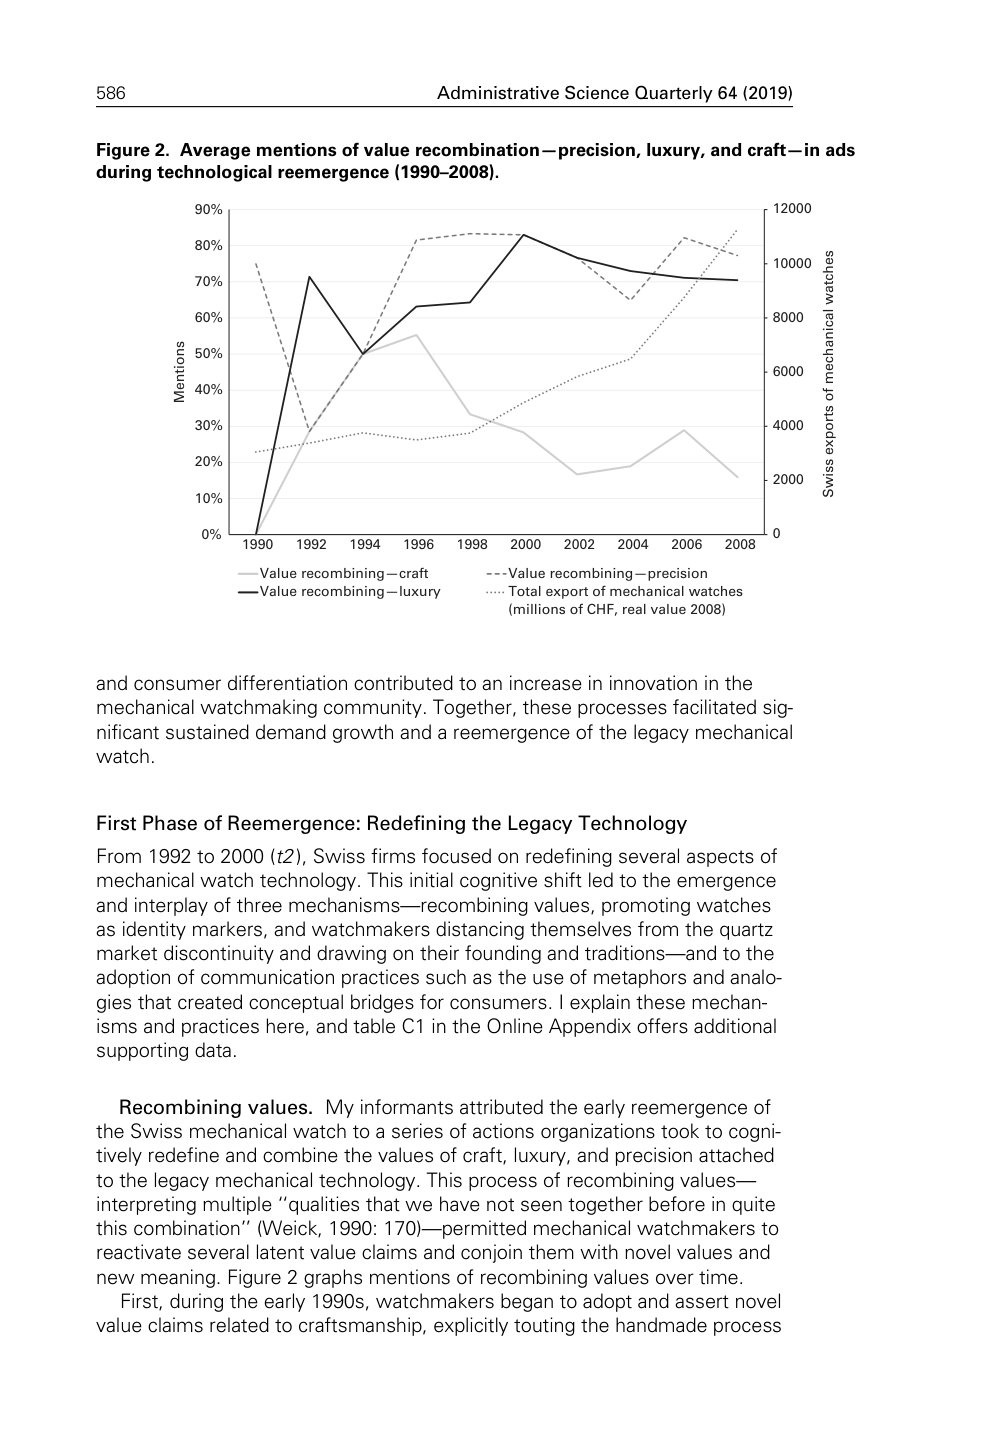 586
Administrative Science Quarterly 64 (2019)
Figure 2. Average mentions of value recombination—precision, luxury, and craft—in ads
during technological reemergence (1990–2008).
90%
80%
70%
60%
50%
40%
30%
20%
10%
0%
Mentions
12000
10000
8000
6000
4000
2000
0
Swiss exports of mechanical watches
1990 1992 1994 1996 1998 2000 2002 2004 2006 2008
Value recombining—craft
Value recombining—precision
Value recombining—luxury
Total export of mechanical watches
(millions of CHF, real value 2008)
and consumer differentiation contributed to an increase in innovation in the
mechanical watchmaking community. Together, these processes facilitated sig-
nificant sustained demand growth and a reemergence of the legacy mechanical
watch.
First Phase of Reemergence: Redefining the Legacy Technology
From 1992 to 2000 (t2), Swiss firms focused on redefining several aspects of
mechanical watch technology. This initial cognitive shift led to the emergence
and interplay of three mechanisms—recombining values, promoting watches
as identity markers, and watchmakers distancing themselves from the quartz
market discontinuity and drawing on their founding and traditions—and to the
adoption of communication practices such as the use of metaphors and analo-
gies that created conceptual bridges for consumers. I explain these mechan-
isms and practices here, and table C1 in the Online Appendix offers additional
supporting data.
Recombining values. My informants attributed the early reemergence of
the Swiss mechanical watch to a series of actions organizations took to cogni-
tively redefine and combine the values of craft, luxury, and precision attached
to the legacy mechanical technology. This process of recombining values—
interpreting multiple ‘‘qualities that we have not seen together before in quite
this combination’’ (Weick, 1990: 170)—permitted mechanical watchmakers to
reactivate several latent value claims and conjoin them with novel values and
new meaning. Figure 2 graphs mentions of recombining values over time.
First, during the early 1990s, watchmakers began to adopt and assert novel
value claims related to craftsmanship, explicitly touting the handmade process